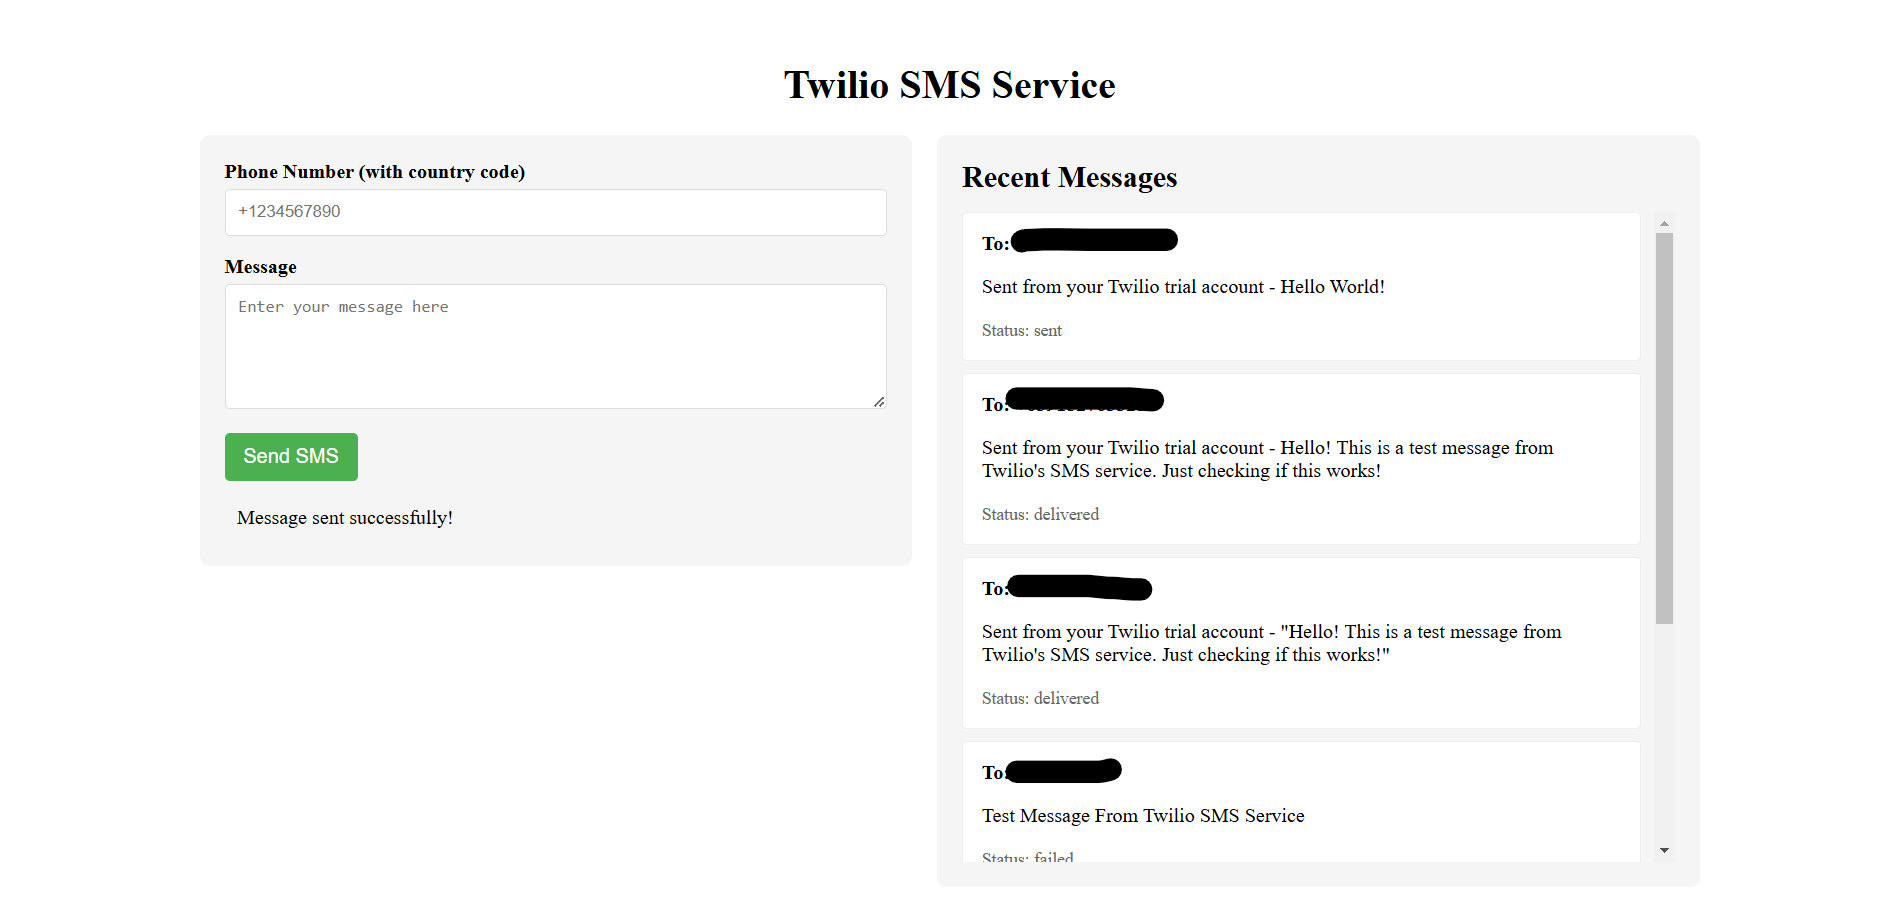 Twilio SMS Service
Phone Number (with country code)
+1234567890
Message
Enter your message here
Send SMS
Message sent successfully!
Recent Messages
To:
Sent from your Twilio trial account - Hello World!
Status: sent
To:
Sent from your Twilio trial account - Hello! This is a test message from
Twilio's SMS service. Just checking if this works!
Status: delivered
To:
Sent from your Twilio trial account - "Hello! This is a test message from
Twilio's SMS service. Just checking if this works!"
Status: delivered
To:
Test Message From Twilio SMS Service
Status: failed